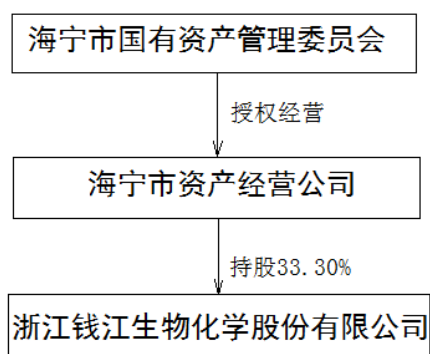 海宁市国有资产管理委员会
授权经营
海宁市资产经营公司
持股33.30%
浙江钱江生物化学股份有限公司